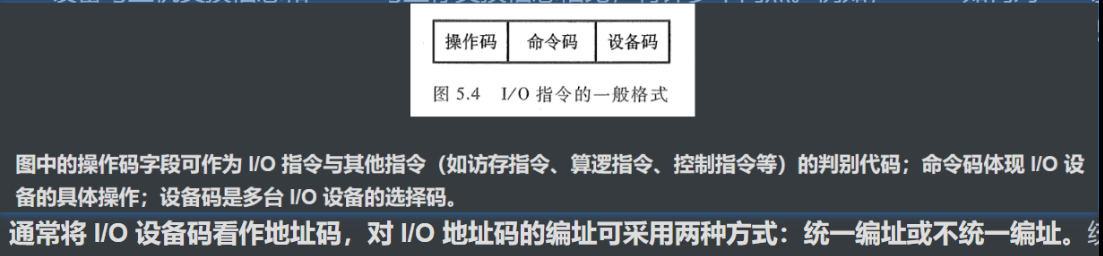 操作码 命令码 设备码
图 5.4 I/O 指令的一般格式
图中的操作码字段可作为 I/O 指令与其他指令（如访存指令、算逻指令、控制指令等）的判别代码；命令码体现 I/O 设
备的具体操作；设备码是多台 I/O 设备的选择码。
通常将 I/O 设备码看作地址码，对 I/O 地址码的编址可采用两种方式：统一编址或不统一编址。